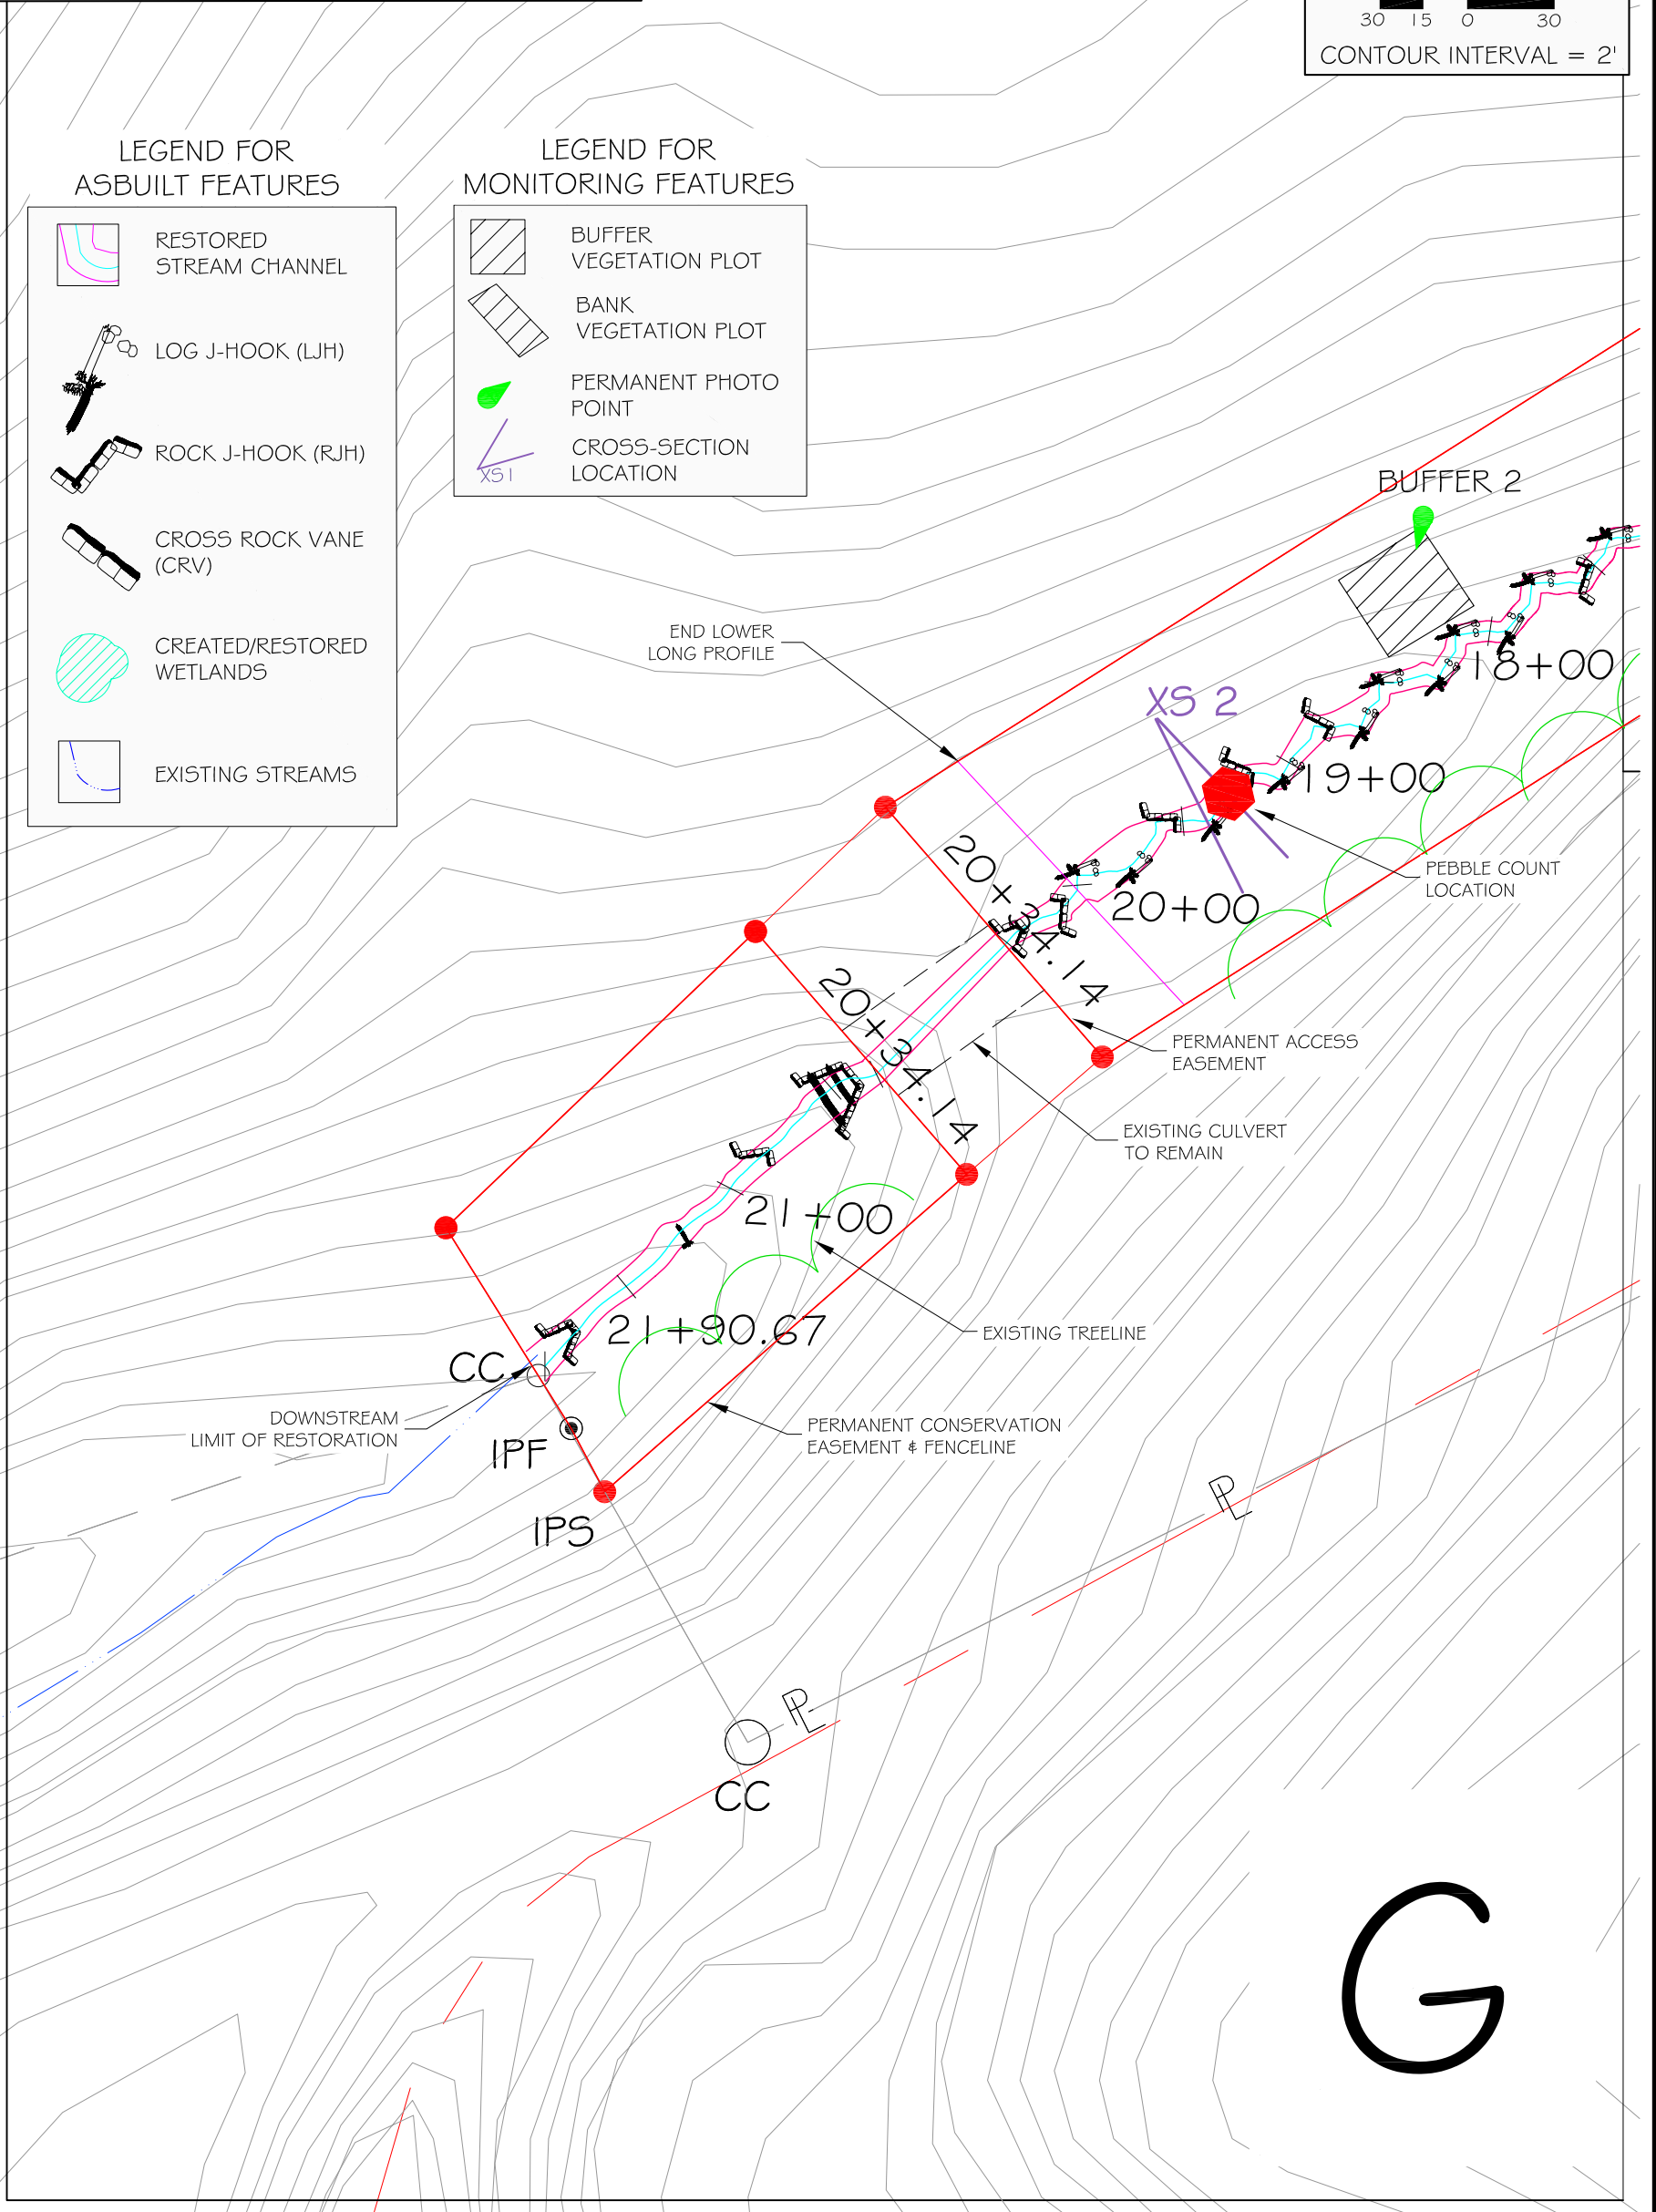 30 15 0 30
CONTOUR INTERVAL = 2'
LEGEND FOR
ASBUILT FEATURES
RESTORED
STREAM CHANNEL
LOG J-HOOK (LJH)
ROCK J-HOOK (RJH)
CROSS ROCK VANE
(CRV)
CREATED/RESTORED
WETLANDS
EXISTING STREAMS
LEGEND FOR
MONITORING FEATURES
BUFFER
VEGETATION PLOT
BANK
VEGETATION PLOT
PERMANENT PHOTO
POINT
XS1
CROSS-SECTION
LOCATION
BUFFER 2
END LOWER
LONG PROFILE
18+00
XS 2
19+00
PEBBLE COUNT
LOCATION
20+00
20+34.14
20+34.14
PERMANENT ACCESS
EASEMENT
EXISTING CULVERT
TO REMAIN
21+00
21+90.67
EXISTING TREELINE
CC
DOWNSTREAM
LIMIT OF RESTORATION
PERMANENT CONSERVATION
EASEMENT & FENCELINE
IPF
IPS
PL
PL
CC
G